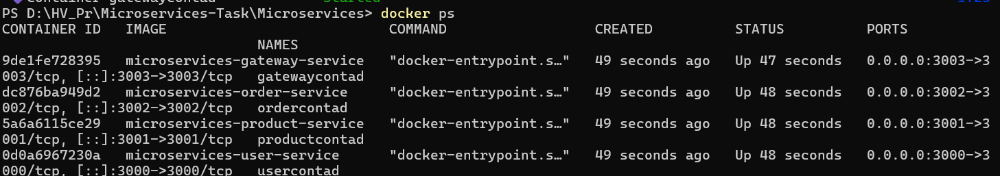 Container gatewaycontad Started
PS D:\HV_Pr\Microservices-Task\Microservices> docker ps
CONTAINER ID   IMAGE                           COMMAND                  CREATED          STATUS          PORTS
                               NAMES
9de1fe728395   microservices-gateway-service   "docker-entrypoint.s…"   49 seconds ago   Up 47 seconds   0.0.0.0:3003->3
003/tcp, [::]:3003->3003/tcp   gatewaycontad
dc876ba949d2   microservices-order-service     "docker-entrypoint.s…"   49 seconds ago   Up 48 seconds   0.0.0.0:3002->3
002/tcp, [::]:3002->3002/tcp   ordercontad
5a6a6115ce29   microservices-product-service   "docker-entrypoint.s…"   49 seconds ago   Up 48 seconds   0.0.0.0:3001->3
001/tcp, [::]:3001->3001/tcp   productcontad
0d0a6967230a   microservices-user-service      "docker-entrypoint.s…"   49 seconds ago   Up 48 seconds   0.0.0.0:3000->3
000/tcp, [::]:3000->3000/tcp   usercontad